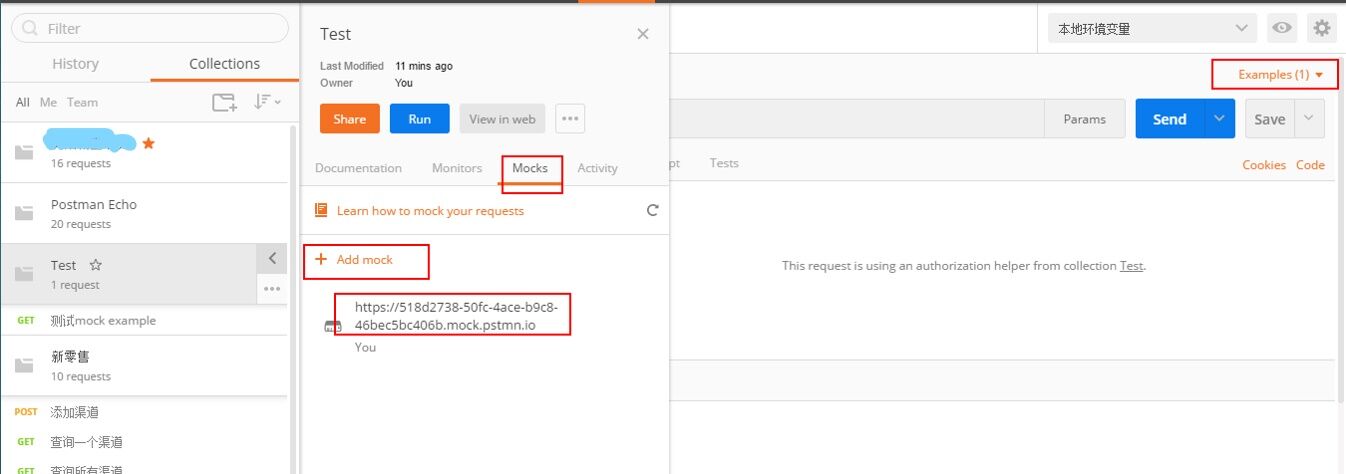 Filter
History
Collections
All Me Team
16 requests
Postman Echo
20 requests
Test
1 request
GET 测试mock example
新零售
10 requests
POST 添加渠道
GET 查询一个渠道
GET 查询所有渠道
Test
Last Modified 11 mins ago
Owner You
Share
Run
View in web
Documentation
Monitors
Mocks
Activity
Learn how to mock your requests
+ Add mock
https://518d2738-50fc-4ace-b9c8-
46bec5bc406b.mock.pstmn.io
You
本地环境变量
Examples (1)
Params
Send
Save
Tests
Cookies Code
This request is using an authorization helper from collection Test.